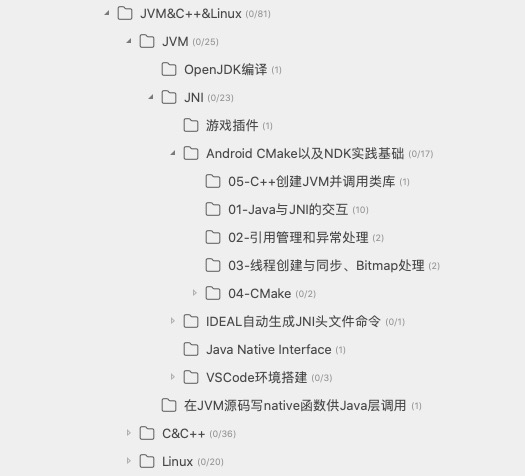 JVM&C++&Linux (0/81)
JVM (0/25)
OpenJDK编译 (1)
JNI (0/23)
游戏插件 (1)
Android CMake以及NDK实践基础 (0/17)
05-C++创建JVM并调用类库 (1)
01-Java与JNI的交互 (10)
02-引用管理和异常处理 (2)
03-线程创建与同步、Bitmap处理 (2)
04-CMake (0/2)
IDEAL自动生成JNI头文件命令 (0/1)
Java Native Interface (1)
VSCode环境搭建 (0/3)
在JVM源码写native函数供Java层调用 (1)
C&C++ (0/36)
Linux (0/20)